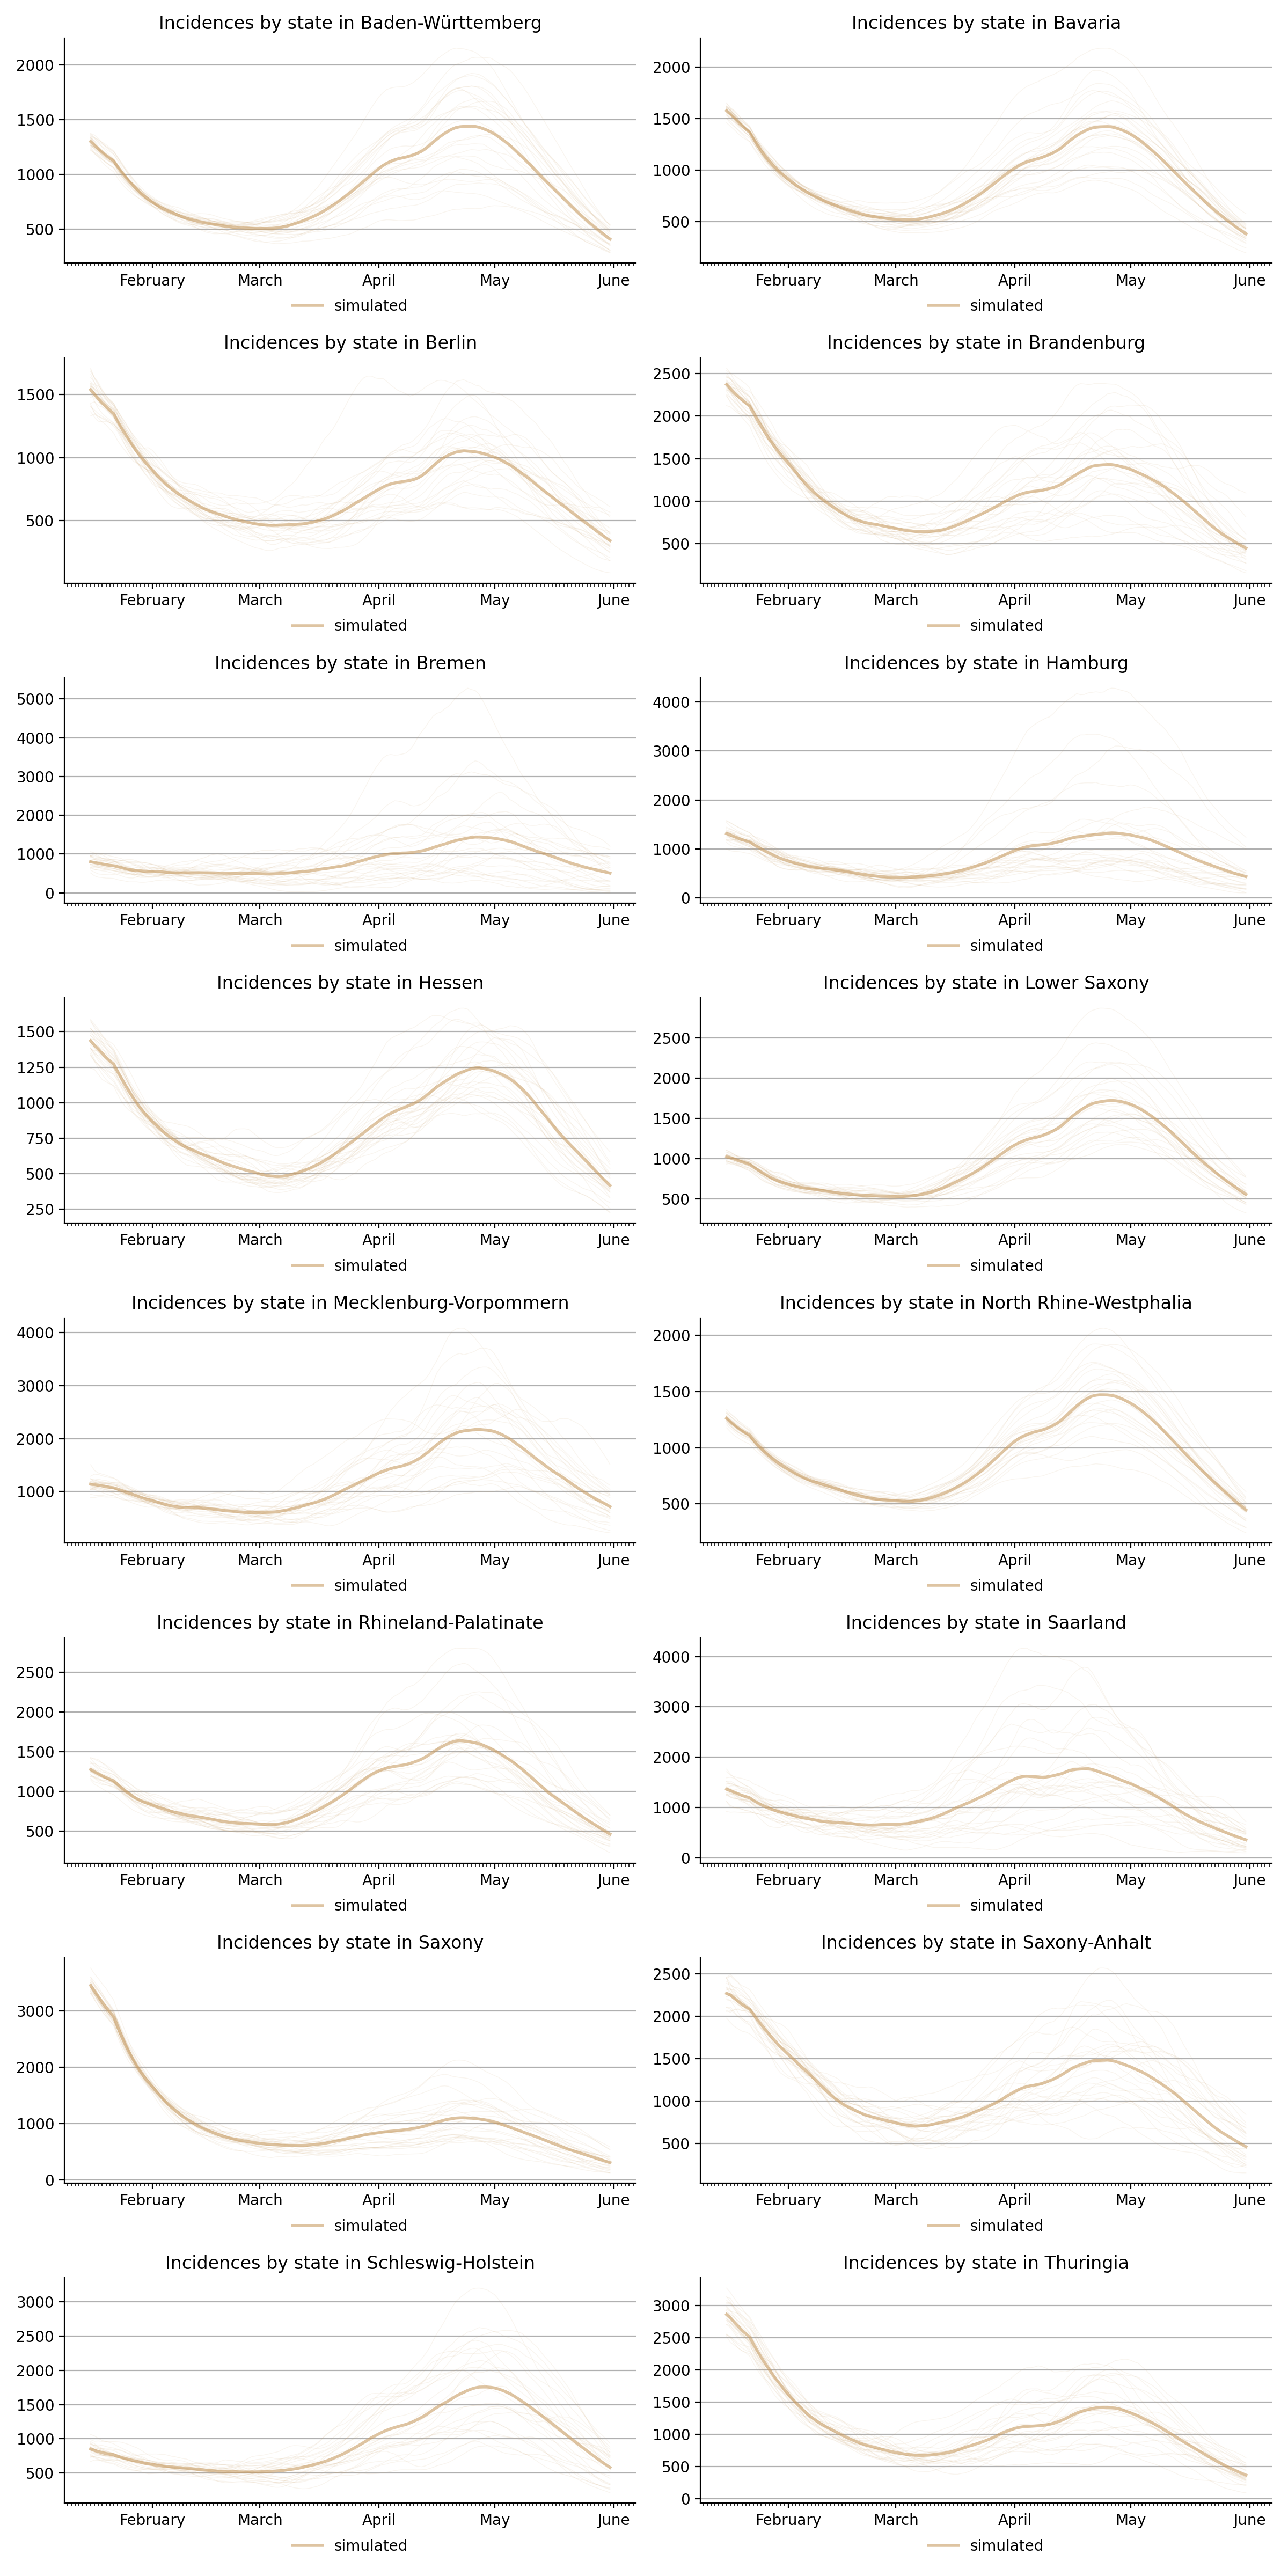 Incidences by state in Baden-Württemberg
2000
1500
1000
500
February March April May June
simulated
Incidences by state in Bavaria
2000
1500
1000
500
February March April May June
simulated
Incidences by state in Berlin
1500
1000
500
February March April May June
simulated
Incidences by state in Brandenburg
2500
2000
1500
1000
500
February March April May June
simulated
Incidences by state in Bremen
5000
4000
3000
2000
1000
0
February March April May June
simulated
Incidences by state in Hamburg
4000
3000
2000
1000
0
February March April May June
simulated
Incidences by state in Hessen
1500
1250
1000
750
500
250
February March April May June
simulated
Incidences by state in Lower Saxony
2500
2000
1500
1000
500
February March April May June
simulated
Incidences by state in Mecklenburg-Vorpommern
4000
3000
2000
1000
February March April May June
simulated
Incidences by state in North Rhine-Westphalia
2000
1500
1000
500
February March April May June
simulated
Incidences by state in Rhineland-Palatinate
2500
2000
1500
1000
500
February March April May June
simulated
Incidences by state in Saarland
4000
3000
2000
1000
0
February March April May June
simulated
Incidences by state in Saxony
3000
2000
1000
0
February March April May June
simulated
Incidences by state in Saxony-Anhalt
2500
2000
1500
1000
500
February March April May June
simulated
Incidences by state in Schleswig-Holstein
3000
2500
2000
1500
1000
500
February March April May June
simulated
Incidences by state in Thuringia
3000
2500
2000
1500
1000
500
0
February March April May June
simulated